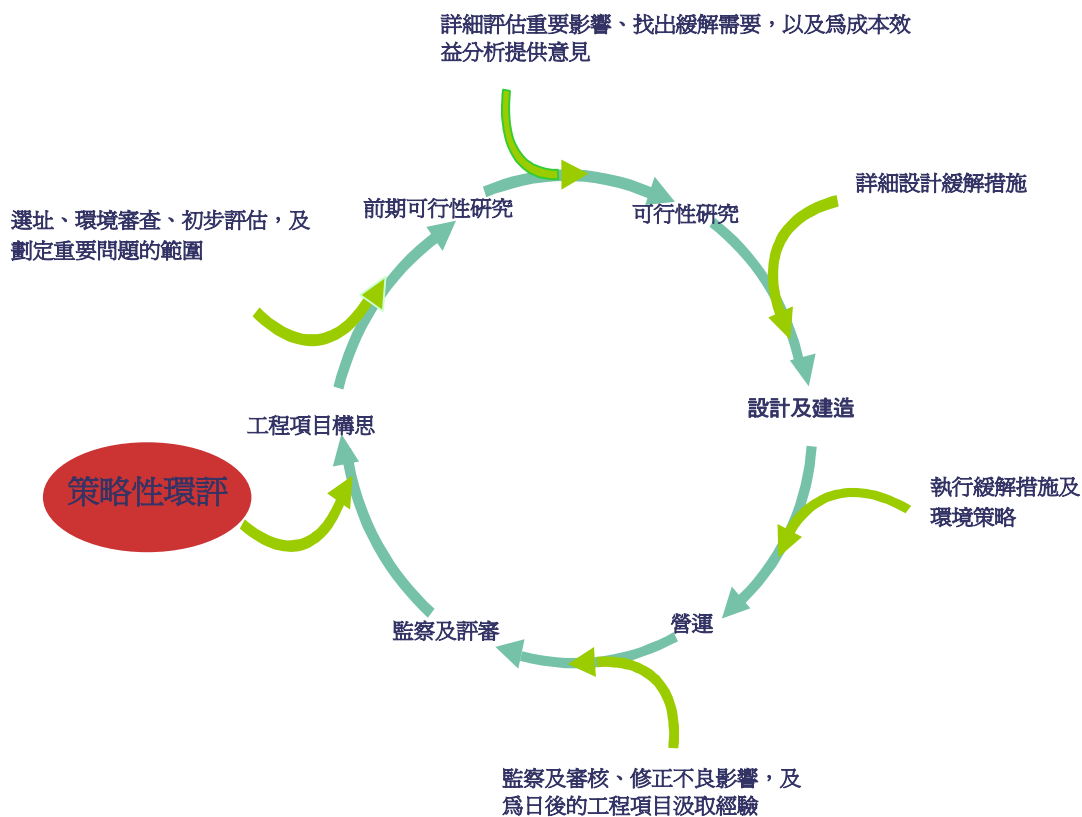 詳細評估重要影響、找出緩解需要，以及爲成本效
益分析提供意見
詳細設計緩解措施
選址、環境審查、初步評估，及
劃定重要問題的範圍
前期可行性研究
可行性研究
設計及建造
工程項目構思
策略性環評
執行緩解措施及
環境策略
營運
監察及評審
監察及審核、修正不良影響，及
爲日後的工程項目汲取經驗